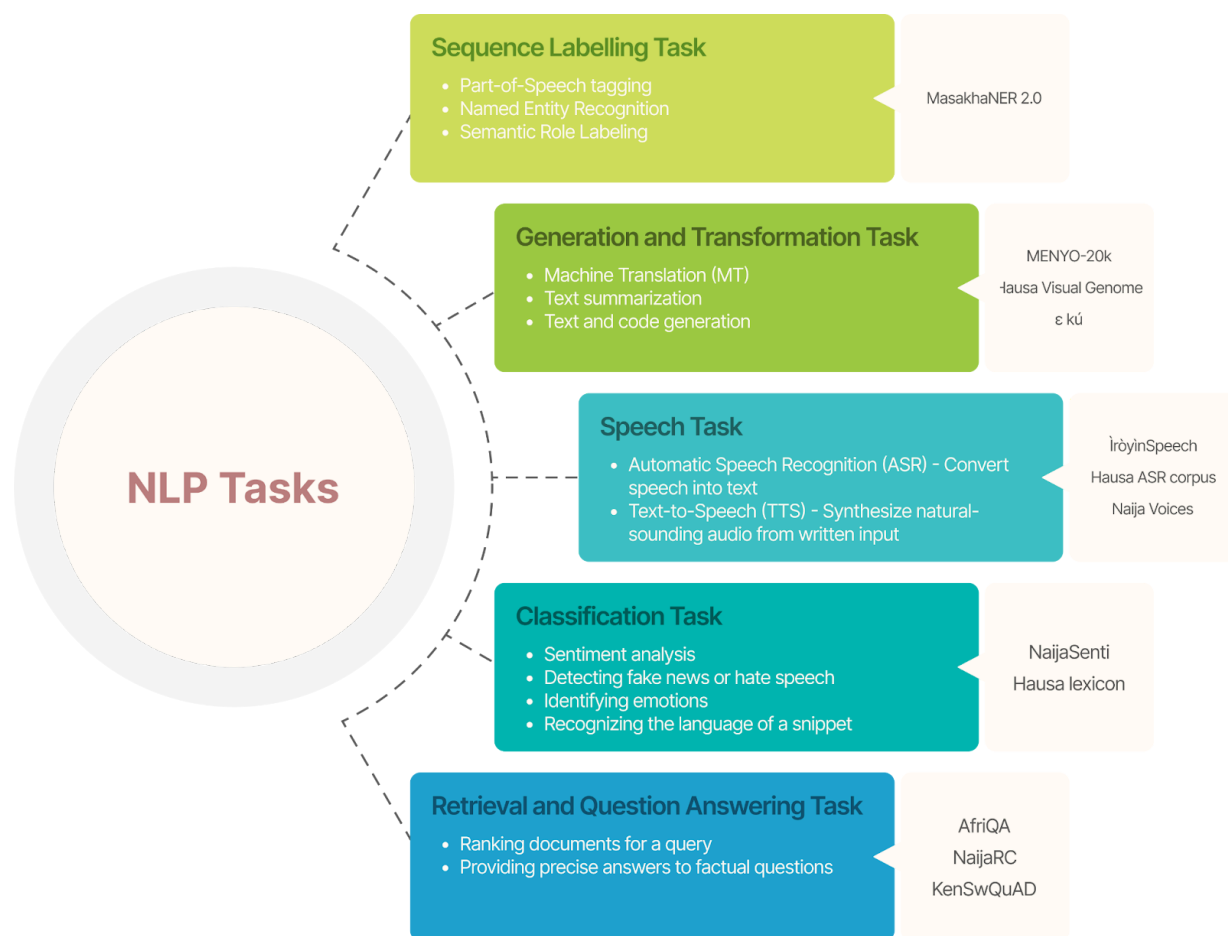 Sequence Labelling Task
• Part-of-Speech tagging
• Named Entity Recognition
• Semantic Role Labeling
MasakhaNER 2.0
Generation and Transformation Task
• Machine Translation (MT)
• Text summarization
• Text and code generation
MENYO-20k
Hausa Visual Genome
ε kú
NLP Tasks
Speech Task
• Automatic Speech Recognition (ASR) - Convert
speech into text
• Text-to-Speech (TTS) - Synthesize natural-
sounding audio from written input
ÌròyìnSpeech
Hausa ASR corpus
Naija Voices
Classification Task
• Sentiment analysis
• Detecting fake news or hate speech
• Identifying emotions
• Recognizing the language of a snippet
NaijaSenti
Hausa lexicon
Retrieval and Question Answering Task
• Ranking documents for a query
• Providing precise answers to factual questions
AfriQA
NaijaRC
KenSwQuAD